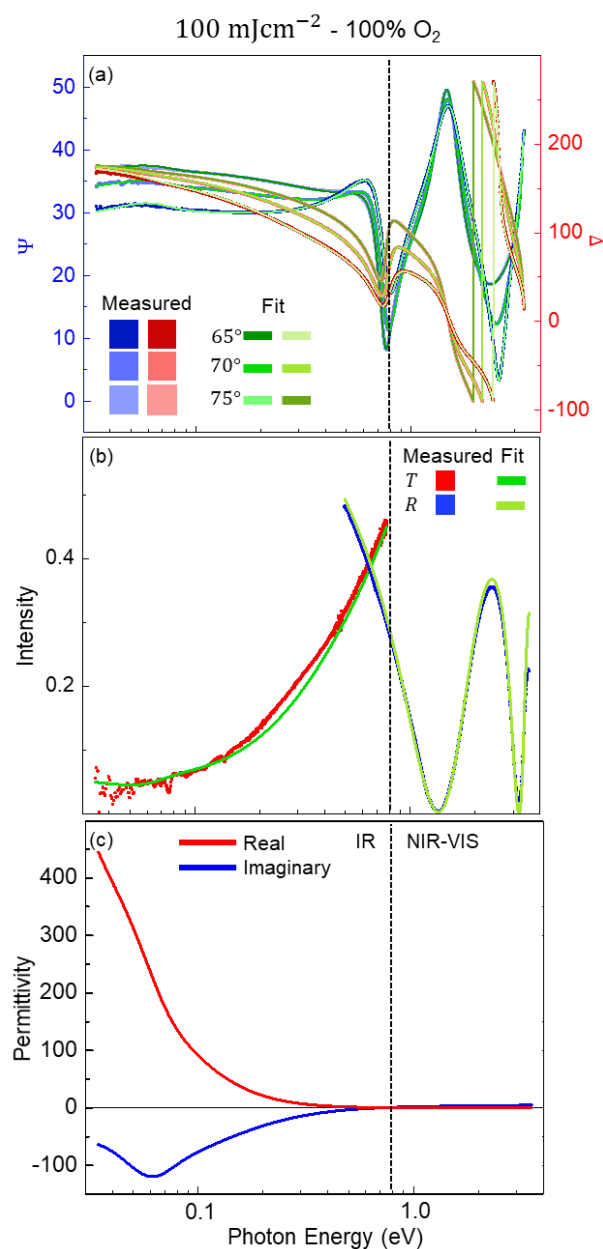 100 mJcm⁻² - 100% O₂
(a)
50
40
30
20
10
0
Ψ
200
100
0
-100
Δ
Measured Fit
65°
70°
75°
(b)
Measured Fit
T
R
0.4
0.2
Intensity
(c)
Real
Imaginary
IR NIR-VIS
400
300
200
100
0
-100
Permittivity
0.1 1.0
Photon Energy (eV)